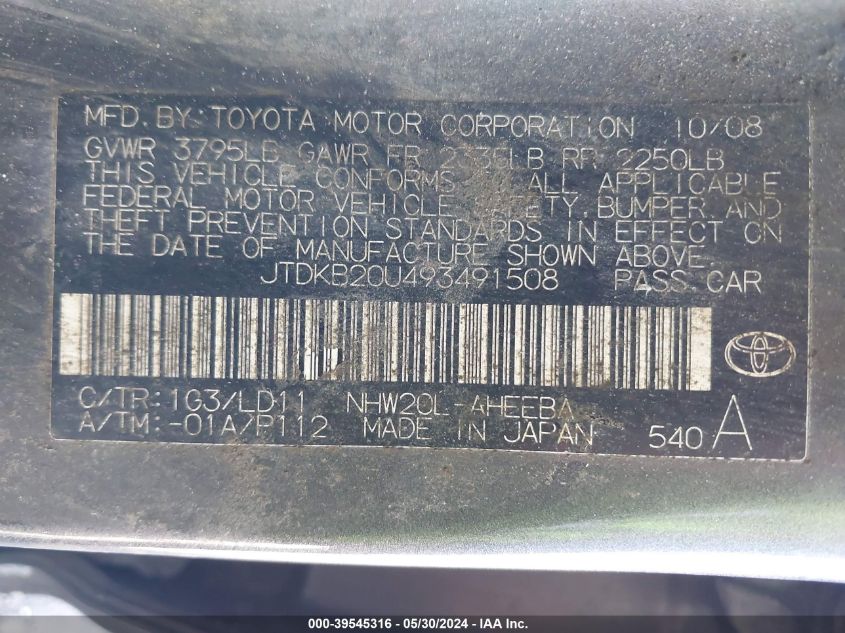 MFD. BY: TOYOTA MOTOR CORPORATION 10/08
GVWR 3795LB GAWR FR LB RR 2250LB
THIS VEHICLE CONFORMS ALL APPLICABLE
FEDERAL MOTOR VEHICLE SAFETY, BUMPER, AND
THEFT PREVENTION STANDARDS IN EFFECT ON
THE DATE OF MANUFACTURE SHOWN ABOVE.
JTDKB20U493491508 PASS. CAR
C/TR: 1G3/LD11 NHW20L-AHEEBA
A/TM: -01A/P112 MADE IN JAPAN 540 A
000-39545316 - 05/30/2024 - IAA Inc.